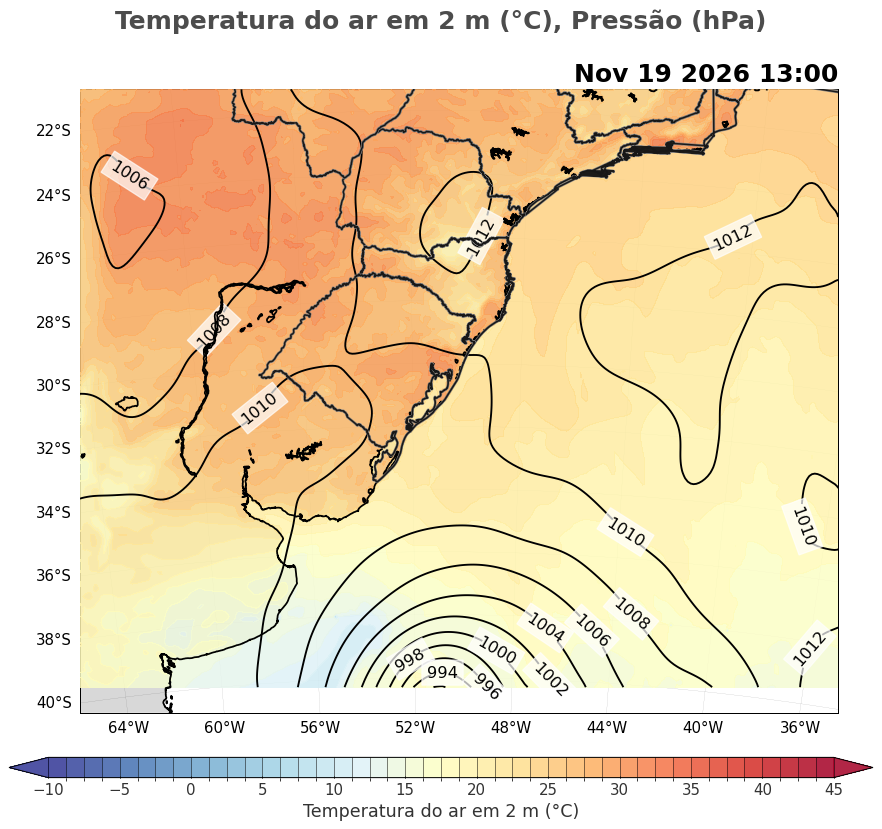 Temperatura do ar em 2 m (°C), Pressão (hPa)
Nov 19 2026 13:00
22°S
24°S
26°S
28°S
30°S
32°S
34°S
36°S
38°S
40°S
1006
1012
1012
1008
1010
1010
1010
1008
1006
1004
1000
998
994
996
1002
1012
64°W 60°W 56°W 52°W 48°W 44°W 40°W 36°W
−10 −5 0 5 10 15 20 25 30 35 40 45
Temperatura do ar em 2 m (°C)